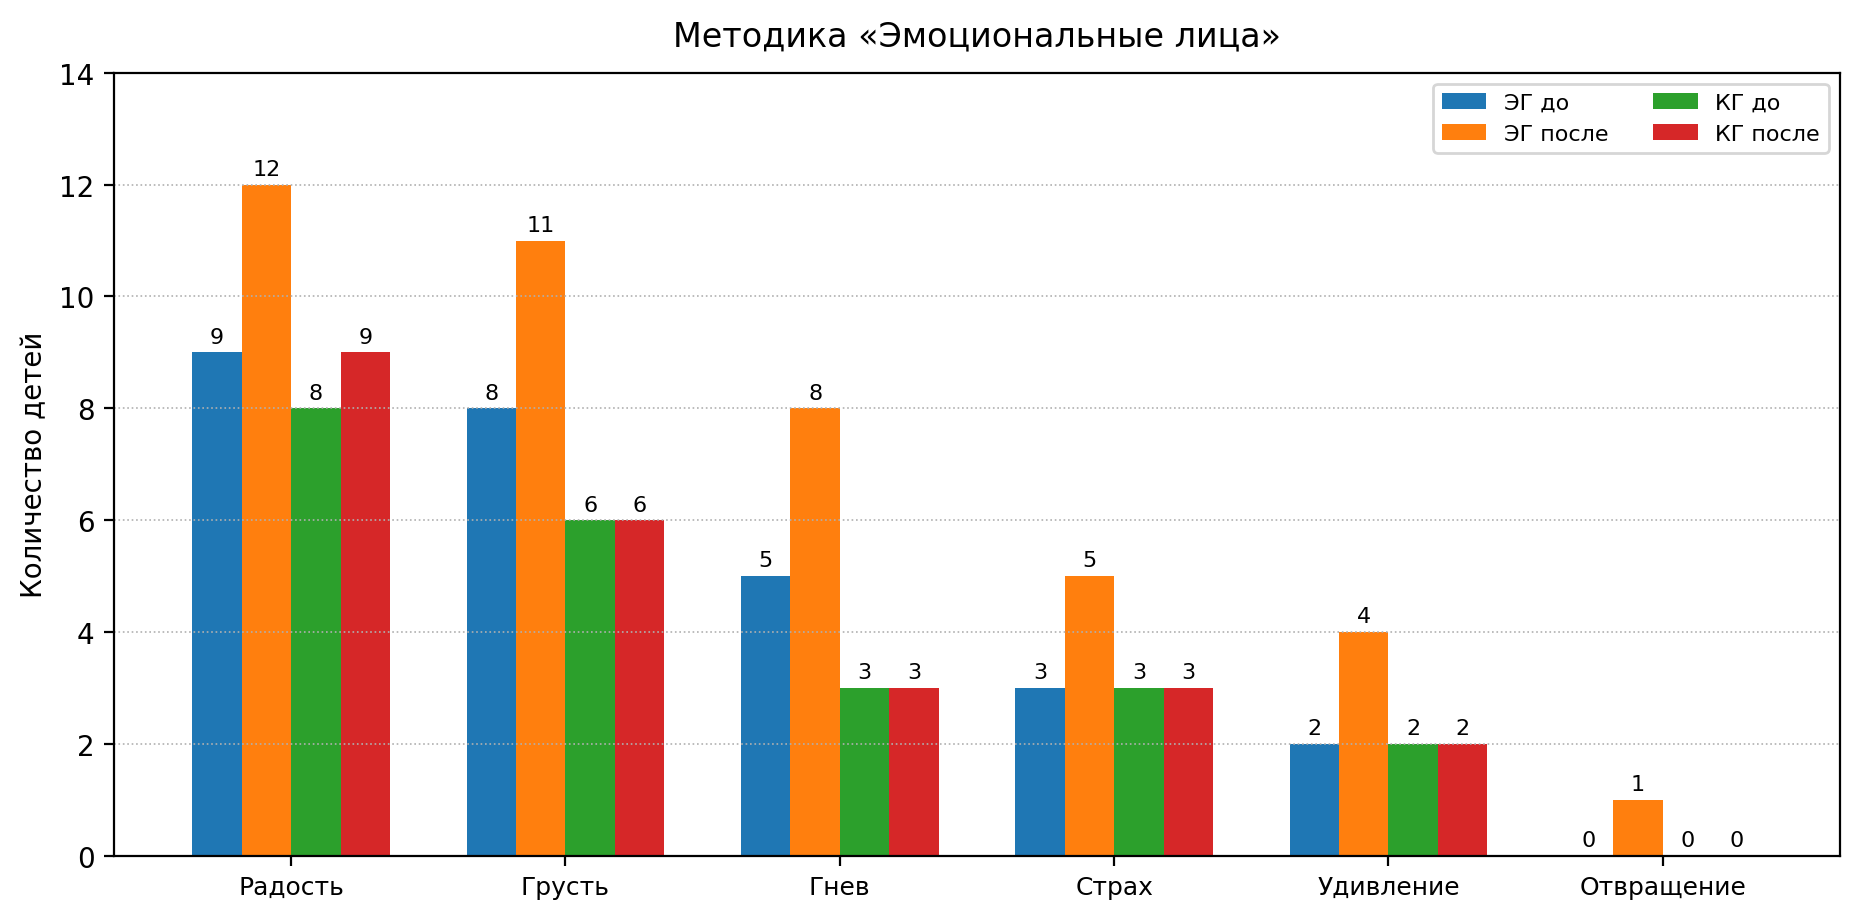 Методика «Эмоциональные лица»
14
12
10
8
6
4
2
0
Количество детей
ЭГ до
ЭГ после
КГ до
КГ после
9
12
8
9
8
11
6
6
5
8
3
3
3
5
3
3
2
4
2
2
0
1
0
0
Радость
Грусть
Гнев
Страх
Удивление
Отвращение